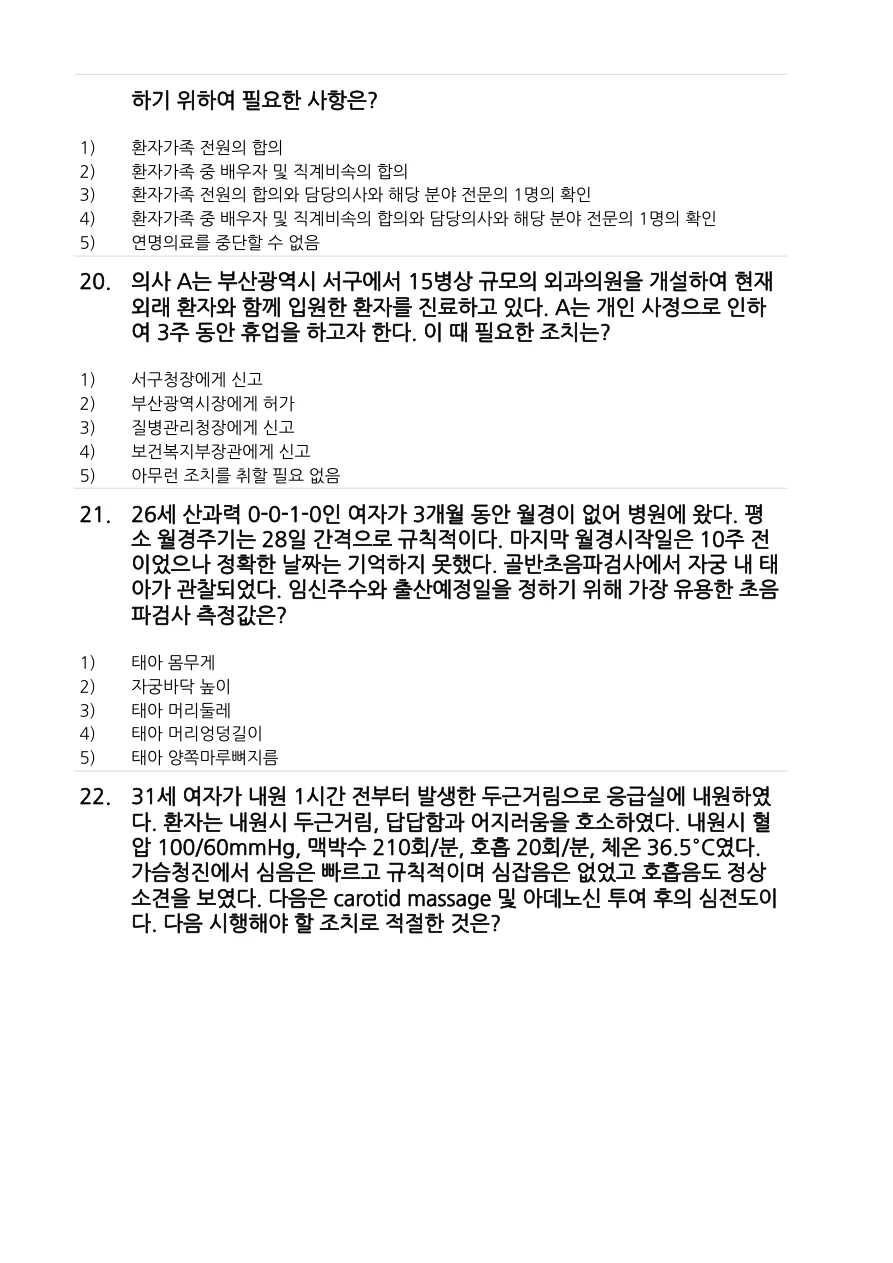 하기 위하여 필요한 사항은?
1) 환자가족 전원의 합의
2) 환자가족 중 배우자 및 직계비속의 합의
3) 환자가족 전원의 합의와 담당의사와 해당 분야 전문의 1명의 확인
4) 환자가족 중 배우자 및 직계비속의 합의와 담당의사와 해당 분야 전문의 1명의 확인
5) 연명의료를 중단할 수 없음
20. 의사 A는 부산광역시 서구에서 15병상 규모의 외과의원을 개설하여 현재
외래 환자와 함께 입원한 환자를 진료하고 있다. A는 개인 사정으로 인하
여 3주 동안 휴업을 하고자 한다. 이 때 필요한 조치는?
1) 서구청장에게 신고
2) 부산광역시장에게 허가
3) 질병관리청장에게 신고
4) 보건복지부장관에게 신고
5) 아무런 조치를 취할 필요 없음
21. 26세 산과력 0-0-1-0인 여자가 3개월 동안 월경이 없어 병원에 왔다. 평
소 월경주기는 28일 간격으로 규칙적이다. 마지막 월경시작일은 10주 전
이었으나 정확한 날짜는 기억하지 못했다. 골반초음파검사에서 자궁 내 태
아가 관찰되었다. 임신주수와 출산예정일을 정하기 위해 가장 유용한 초음
파검사 측정값은?
1) 태아 몸무게
2) 자궁바닥 높이
3) 태아 머리둘레
4) 태아 머리엉덩길이
5) 태아 양쪽마루뼈지름
22. 31세 여자가 내원 1시간 전부터 발생한 두근거림으로 응급실에 내원하였
다. 환자는 내원시 두근거림, 답답함과 어지러움을 호소하였다. 내원시 혈
압 100/60mmHg, 맥박수 210회/분, 호흡 20회/분, 체온 36.5°C였다.
가슴청진에서 심음은 빠르고 규칙적이며 심잡음은 없었고 호흡음도 정상
소견을 보였다. 다음은 carotid massage 및 아데노신 투여 후의 심전도이
다. 다음 시행해야 할 조치로 적절한 것은?